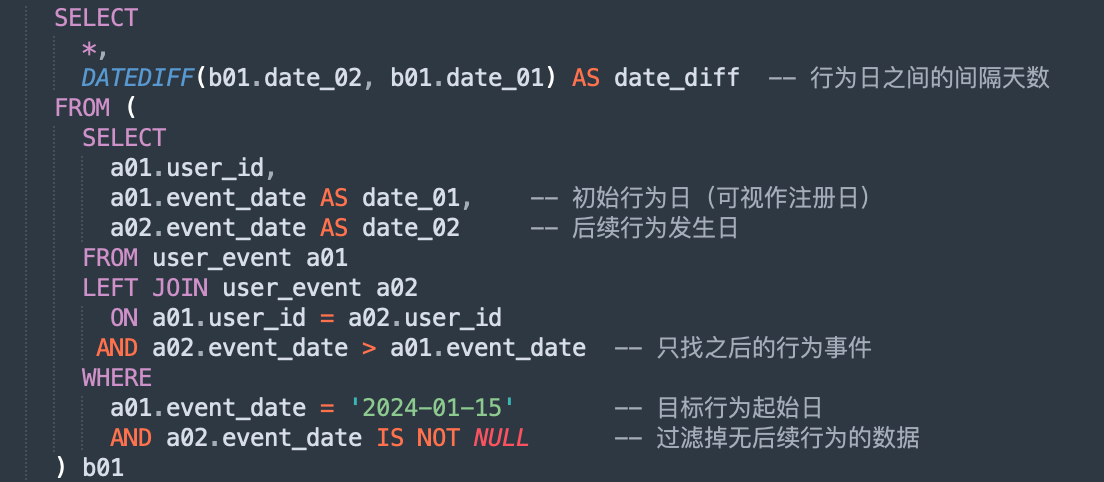 SELECT
*,
DATEDIFF(b01.date_02, b01.date_01) AS date_diff -- 行为日之间的间隔天数
FROM (
SELECT
a01.user_id,
a01.event_date AS date_01, -- 初始行为日（可视作注册日）
a02.event_date AS date_02 -- 后续行为发生日
FROM user_event a01
LEFT JOIN user_event a02
ON a01.user_id = a02.user_id
AND a02.event_date > a01.event_date -- 只找之后的行为事件
WHERE
a01.event_date = '2024-01-15' -- 目标行为起始日
AND a02.event_date IS NOT NULL -- 过滤掉无后续行为的数据
) b01